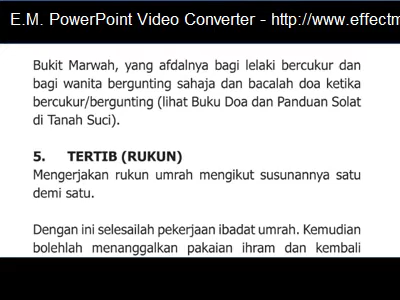 E.M. PowerPoint Video Converter - http://www.effectm
Bukit Marwah, yang afdalnya bagi lelaki bercukur dan
bagi wanita bergunting sahaja dan bacalah doa ketika
bercukur/bergunting (lihat Buku Doa dan Panduan Solat
di Tanah Suci).
5. TERTIB (RUKUN)
Mengerjakan rukun umrah mengikut susunannya satu
demi satu.
Dengan ini selesailah pekerjaan ibadat umrah. Kemudian
bolehlah menanggalkan pakaian ihram dan kembali